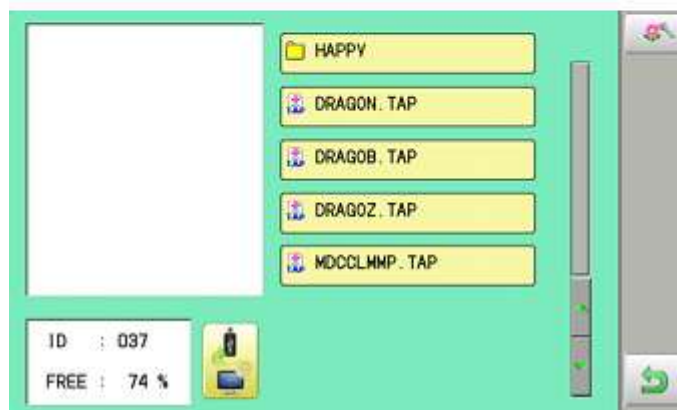 HAPPY
DRAGON.TAP
DRAGOB.TAP
DRAGOZ.TAP
MDCCLMMP.TAP
ID : 037
FREE : 74 %